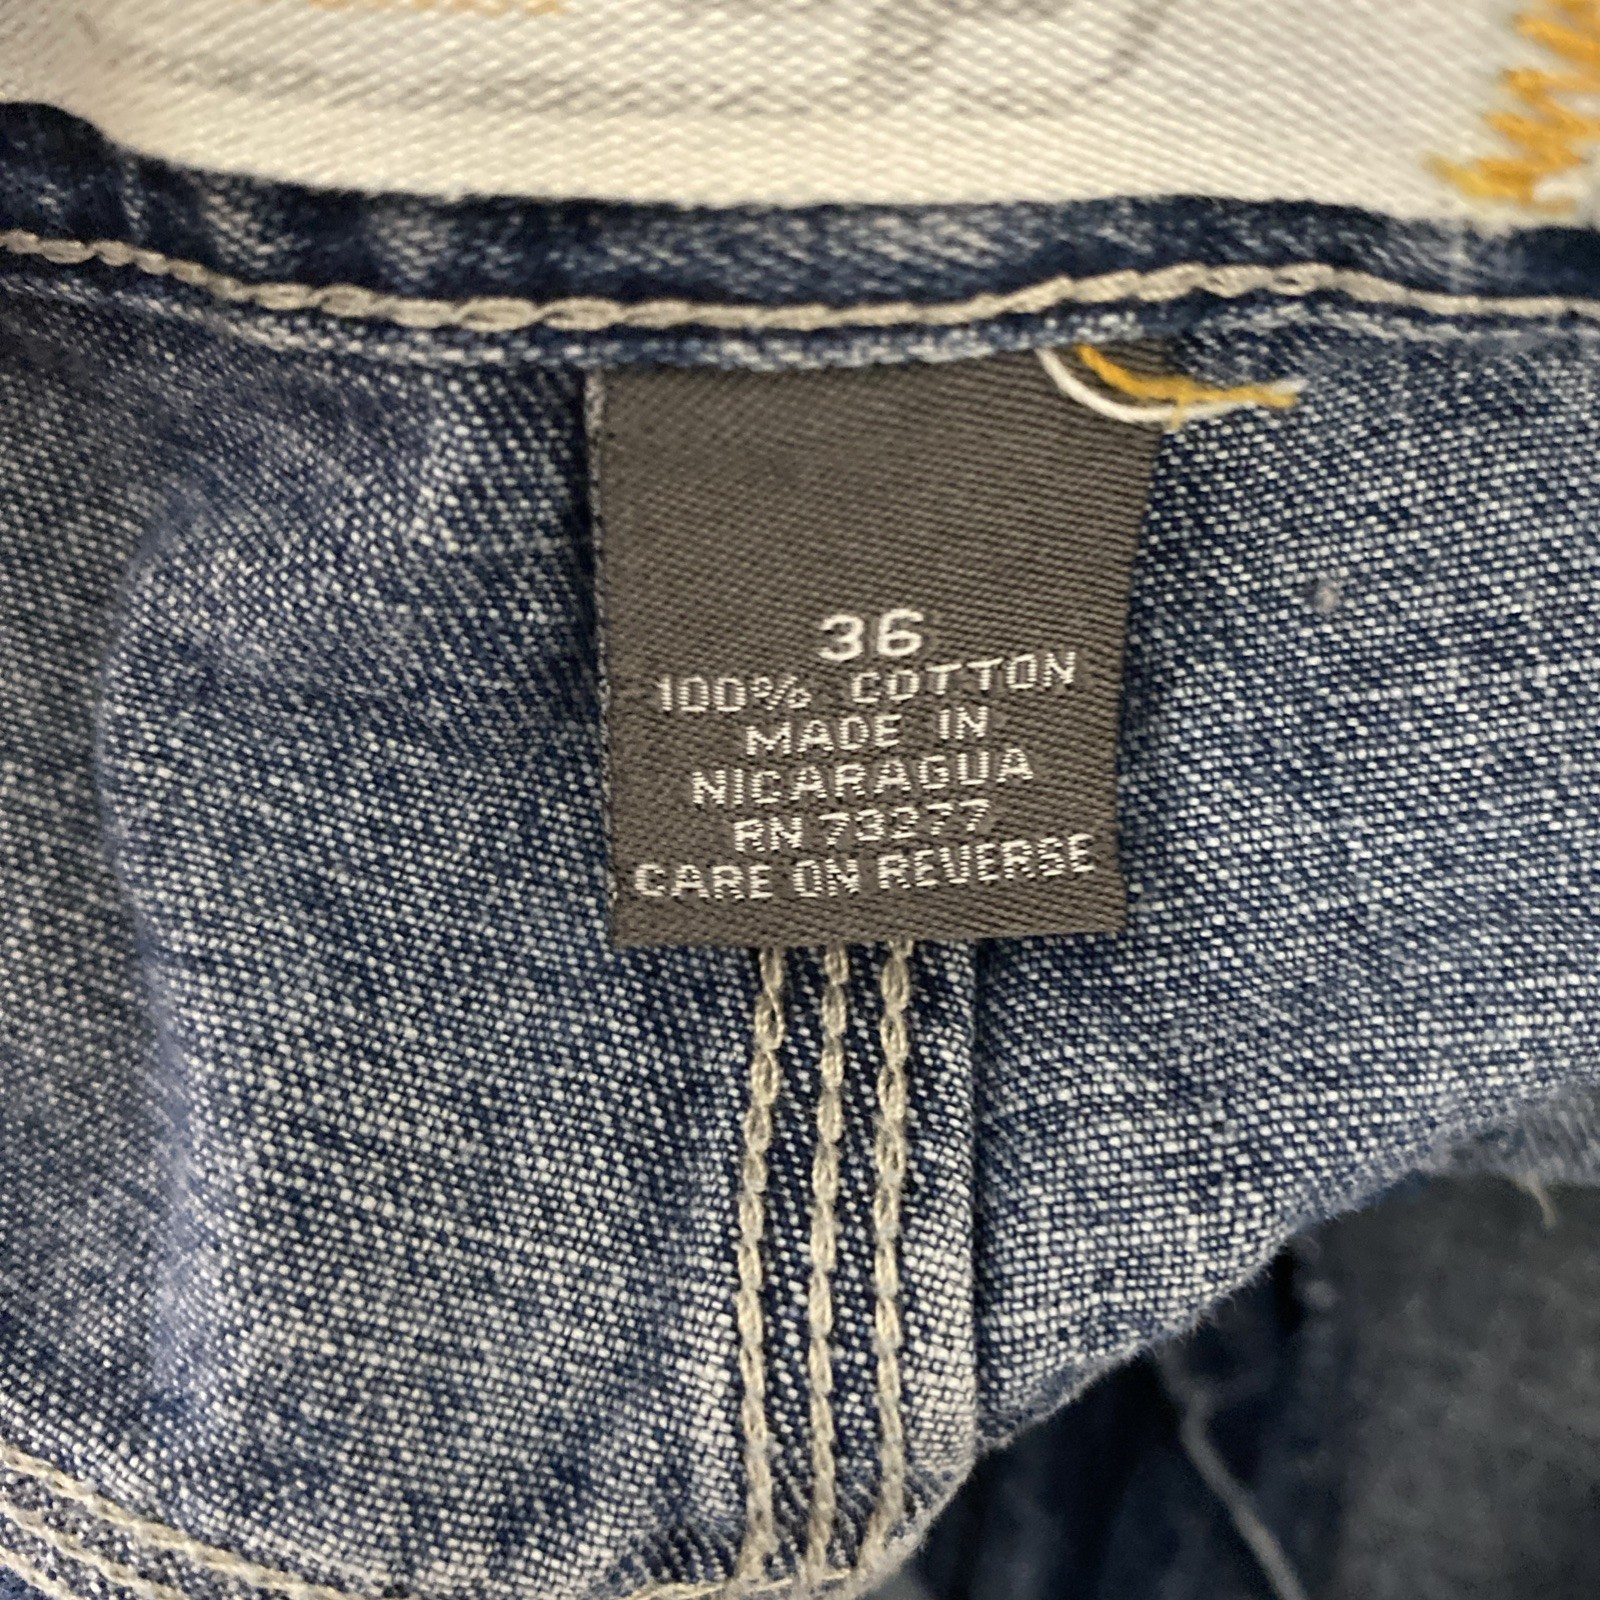 36
100% COTTON
MADE IN
NICARAGUA
RN 73277
CARE ON REVERSE